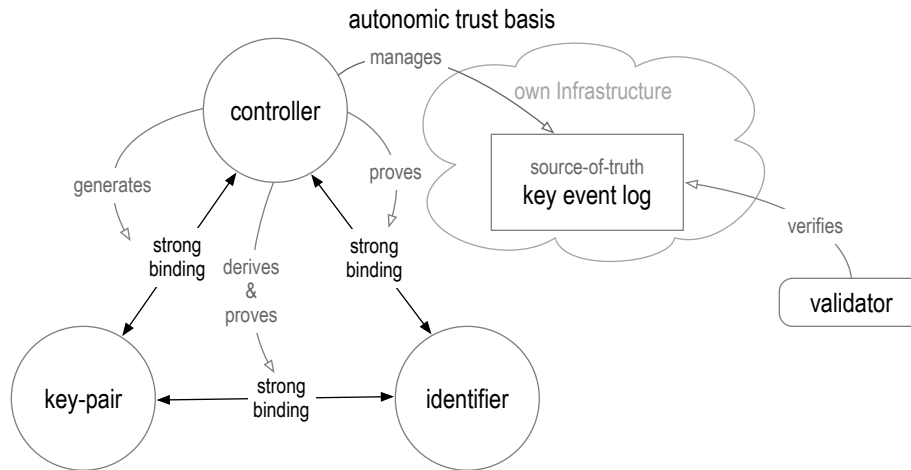 autonomic trust basis
manages
own Infrastructure
controller
source-of-truth
key event log
generates
proves
verifies
strong
binding
strong
binding
derives
&
proves
validator
strong
binding
key-pair
identifier